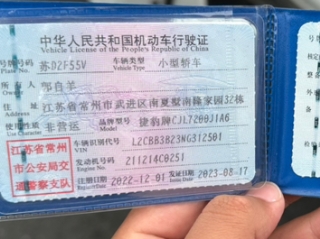 中华人民共和国机动车行驶证
Vehicle License of the People's Republic of China
号牌号码 苏D2F55V 车辆类型 小型轿车
Plate No. Vehicle Type
所有人 邹自羊
Owner
住址 江苏省常州市武进区南夏墅南隆家园32栋
使用性质 非营运 品牌型号 捷豹牌CJL7200J1A6
Use Character
江苏省常州
市公安局交
通警察支队
车辆识别代号 L2CBB3B23NG312501
VIN
发动机号码 211214C0251
Engine No.
注册日期 2022-12-01 发证日期 2023-08-17
Register Date Issue Date